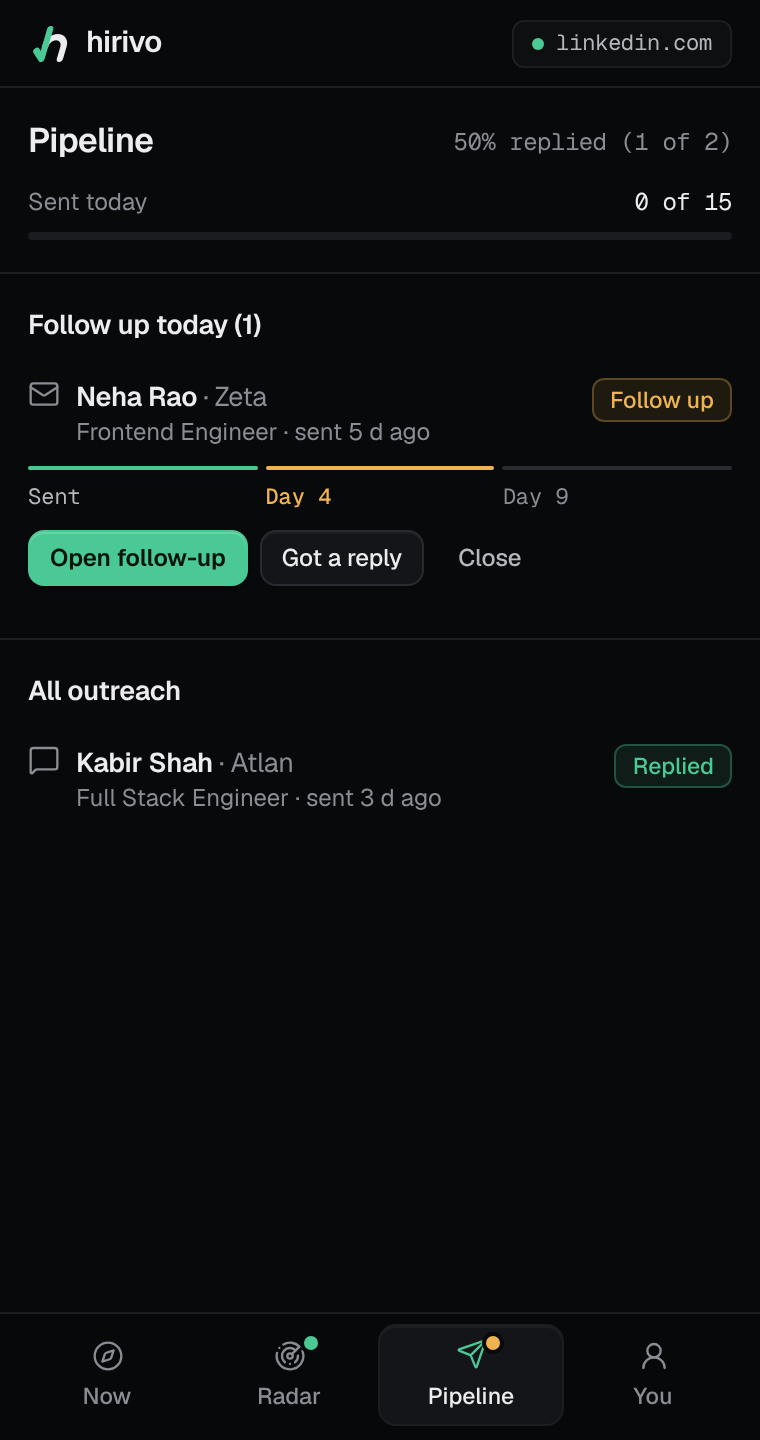 hirivo
linkedin.com
Pipeline
50% replied (1 of 2)
Sent today
0 of 15
Follow up today (1)
Neha Rao · Zeta
Follow up
Frontend Engineer · sent 5 d ago
Sent
Day 4
Day 9
Open follow-up
Got a reply
Close
All outreach
Kabir Shah · Atlan
Replied
Full Stack Engineer · sent 3 d ago
Now
Radar
Pipeline
You